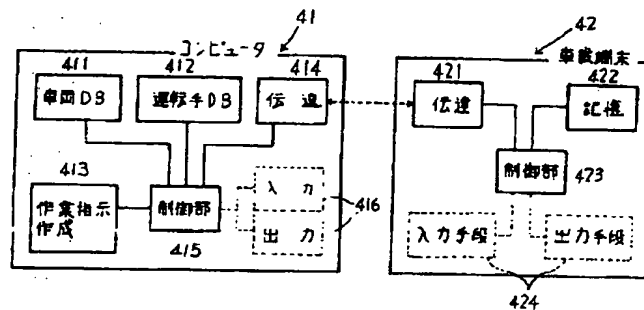 41
コンピュータ
411
412
414
車両DB
運転手DB
伝達
413
作業指示
作成
制御部
415
入力
出力
416
42
車載端末
421
422
伝達
記憶
制御部
473
入力手段
出力手段
424